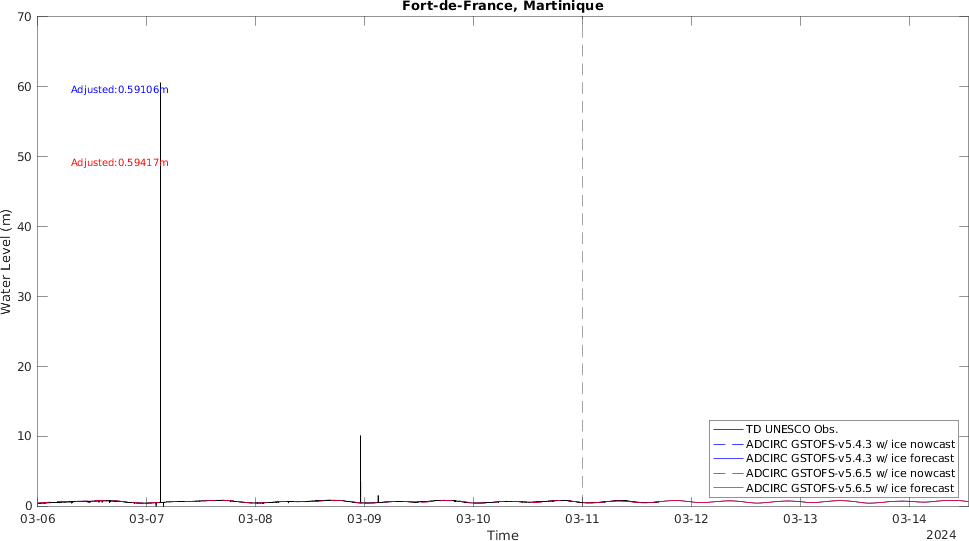 Fort-de-France, Martinique
70
60
50
40
30
20
10
0
Water Level (m)
Adjusted:0.59106m
Adjusted:0.59417m
TD UNESCO Obs.
ADCIRC GSTOFS-v5.4.3 w/ ice nowcast
ADCIRC GSTOFS-v5.4.3 w/ ice forecast
ADCIRC GSTOFS-v5.6.5 w/ ice nowcast
ADCIRC GSTOFS-v5.6.5 w/ ice forecast
03-06 03-07 03-08 03-09 03-10 03-11 03-12 03-13 03-14
Time
2024